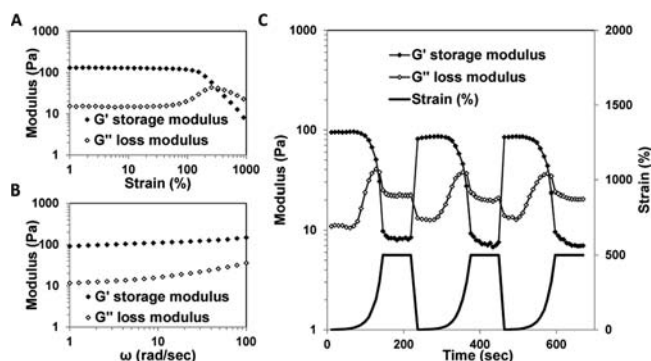 A
Modulus (Pa)
1000
100
10
1
G' storage modulus
G'' loss modulus
1 10 100 1000
Strain (%)
B
Modulus (Pa)
1000
100
10
1
G' storage modulus
G'' loss modulus
1 10 100
ω (rad/sec)
C
Modulus (Pa)
1000
100
10
1
G' storage modulus
G'' loss modulus
Strain (%)
2000
1500
1000
500
0
Strain (%)
0 200 400 600
Time (sec)